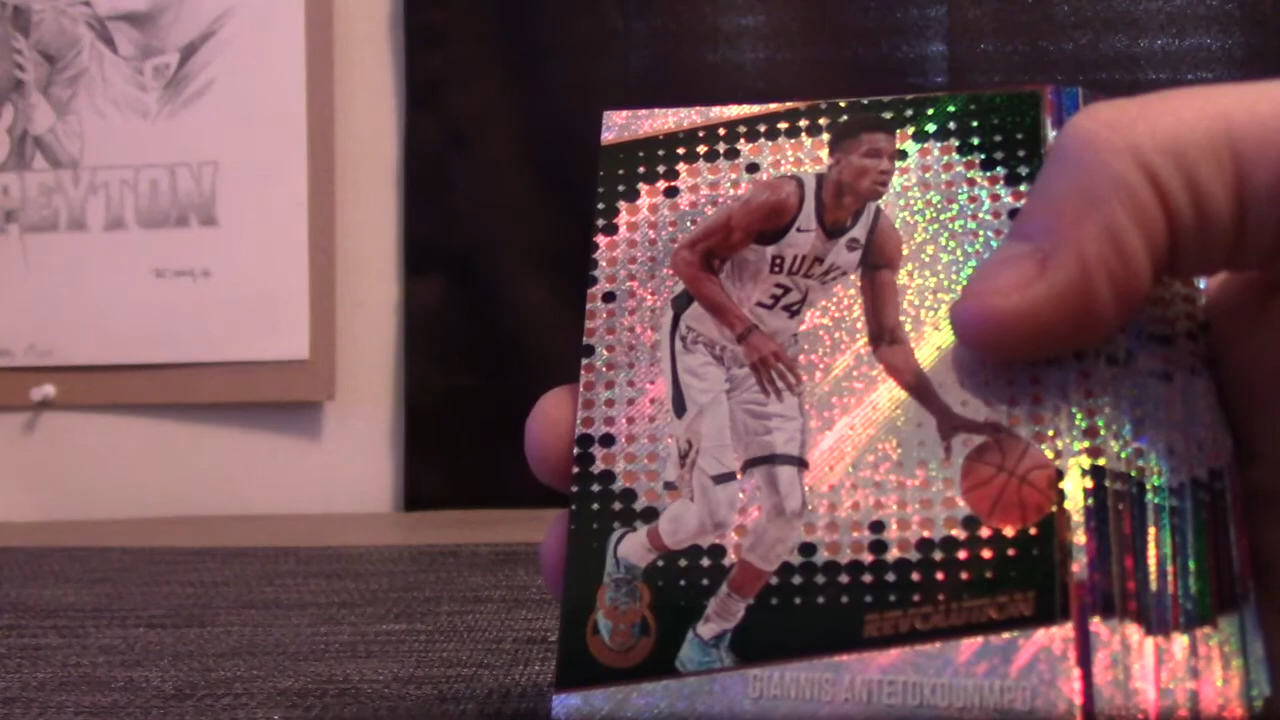 PEYTON
BUCKS
34
REVOLUTION
GIANNIS ANTETOKOUNMPO